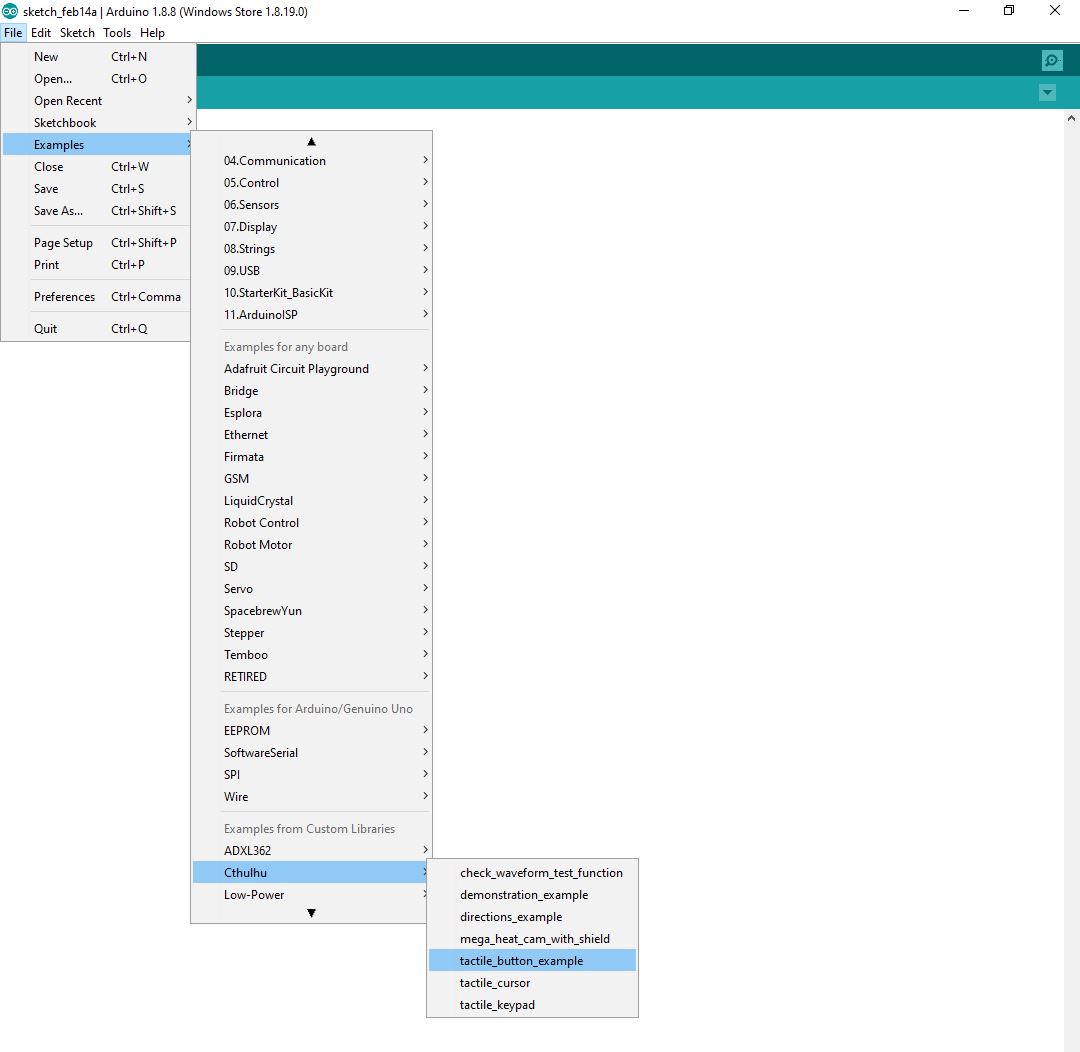 sketch_feb14a | Arduino 1.8.8 (Windows Store 1.8.19.0)
File Edit Sketch Tools Help
New Ctrl+N
Open... Ctrl+O
Open Recent
Sketchbook
Examples
Close Ctrl+W
Save Ctrl+S
Save As... Ctrl+Shift+S
Page Setup Ctrl+Shift+P
Print Ctrl+P
Preferences Ctrl+Comma
Quit Ctrl+Q
04.Communication
05.Control
06.Sensors
07.Display
08.Strings
09.USB
10.StarterKit_BasicKit
11.ArduinoISP
Examples for any board
Adafruit Circuit Playground
Bridge
Esplora
Ethernet
Firmata
GSM
LiquidCrystal
Robot Control
Robot Motor
SD
Servo
SpacebrewYun
Stepper
Temboo
RETIRED
Examples for Arduino/Genuino Uno
EEPROM
SoftwareSerial
SPI
Wire
Examples from Custom Libraries
ADXL362
Cthulhu
Low-Power
check_waveform_test_function
demonstration_example
directions_example
mega_heat_cam_with_shield
tactile_button_example
tactile_cursor
tactile_keypad